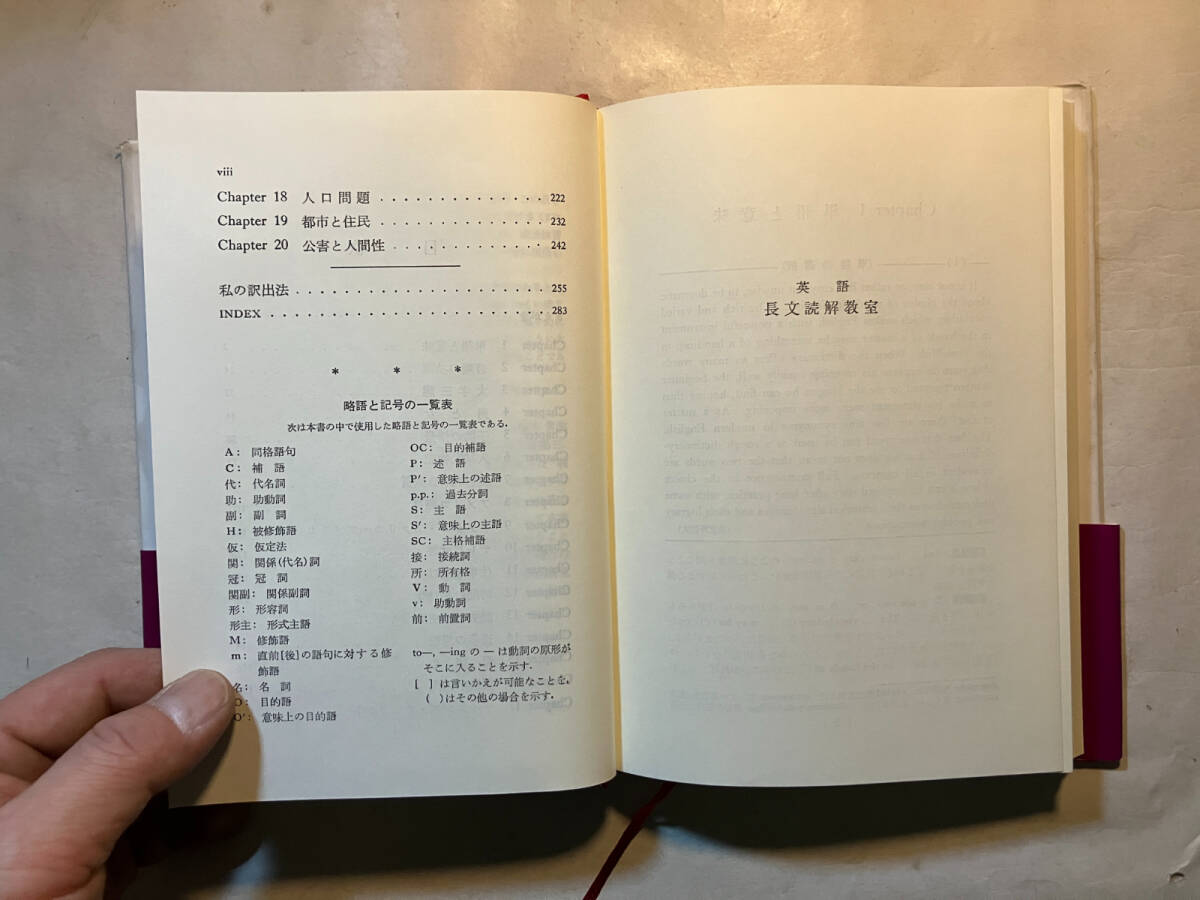 viii
Chapter 18 人口問題 . . . . . . . . . . . . . . . 222
Chapter 19 都市と住民 . . . . . . . . . . . . . . . 232
Chapter 20 公害と人間性 . . . . . . . . . . . . . . 242
私の訳出法 . . . . . . . . . . . . . . . . . . . . . . 255
INDEX . . . . . . . . . . . . . . . . . . . . . . . . 283
* * *
略語と記号の一覧表
次は本書の中で使用した略語と記号の一覧表である.
A: 同格語句
C: 補語
代: 代名詞
助: 助動詞
副: 副詞
H: 被修飾語
仮: 仮定法
関: 関係(代名)詞
冠: 冠詞
関副: 関係副詞
形: 形容詞
形主: 形式主語
M: 修飾語
m: 直前[後]の語句に対する修
飾語
名: 名詞
O: 目的語
O′: 意味上の目的語
OC: 目的補語
P: 述語
P′: 意味上の述語
p.p.: 過去分詞
S: 主語
S′: 意味上の主語
SC: 主格補語
接: 接続詞
所: 所有格
V: 動詞
v: 助動詞
前: 前置詞
to—, —ing の — は動詞の原形が
そこに入ることを示す.
[ ] は言いかえが可能なことを,
( )はその他の場合を示す.
英語
長文読解教室